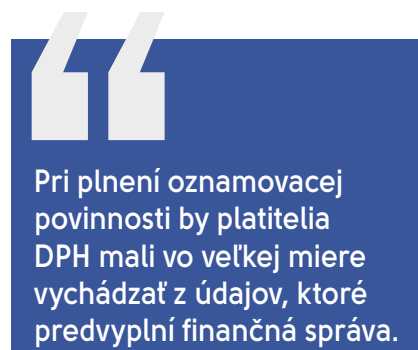 Pri plnení oznamovacej
povinnosti by platitelia
DPH mali vo veľkej miere
vychádzať z údajov, ktoré
predvyplní finančná správa.